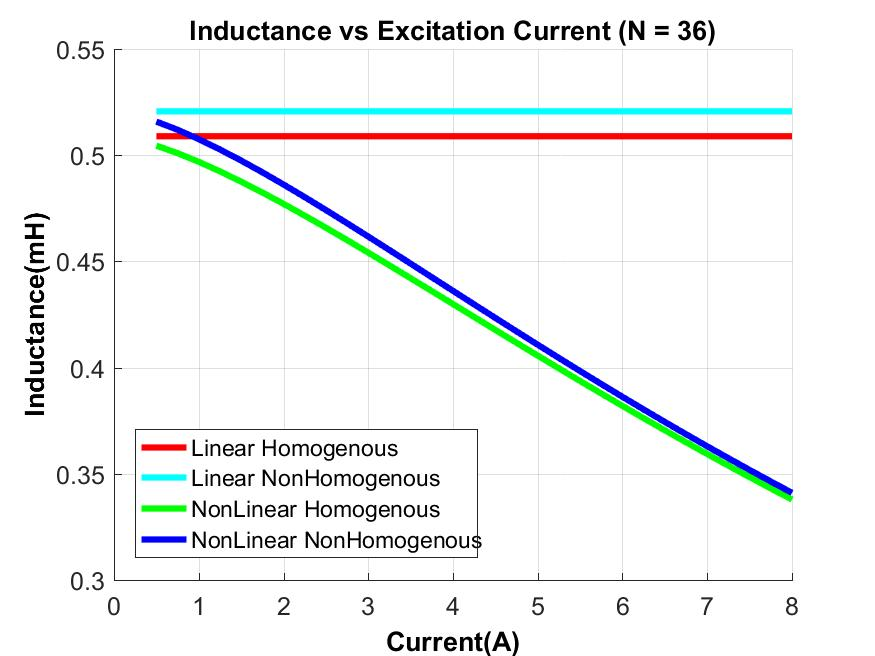 Inductance vs Excitation Current (N = 36)
0.55
0.5
0.45
0.4
0.35
0.3
Inductance(mH)
Linear Homogenous
Linear NonHomogenous
NonLinear Homogenous
NonLinear NonHomogenous
0 1 2 3 4 5 6 7 8
Current(A)